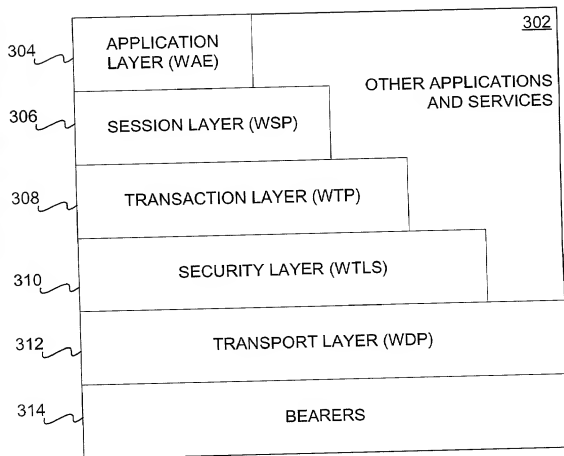 302
304
APPLICATION
LAYER (WAE)
OTHER APPLICATIONS
AND SERVICES
306
SESSION LAYER (WSP)
308
TRANSACTION LAYER (WTP)
310
SECURITY LAYER (WTLS)
312
TRANSPORT LAYER (WDP)
314
BEARERS